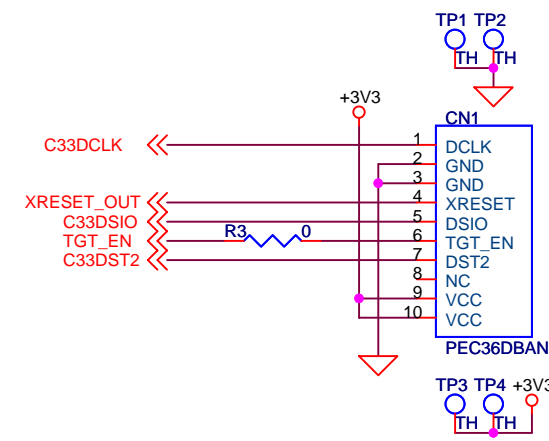 TP1 TP2
TH TH
+3V3
CN1
C33DCLK 1 DCLK
2 GND
3 GND
XRESET_OUT 4 XRESET
C33DSIO 5 DSIO
TGT_EN R3 0 6 TGT_EN
C33DST2 7 DST2
8 NC
9 VCC
10 VCC
PEC36DBAN
TP3 TP4 +3V3
TH TH